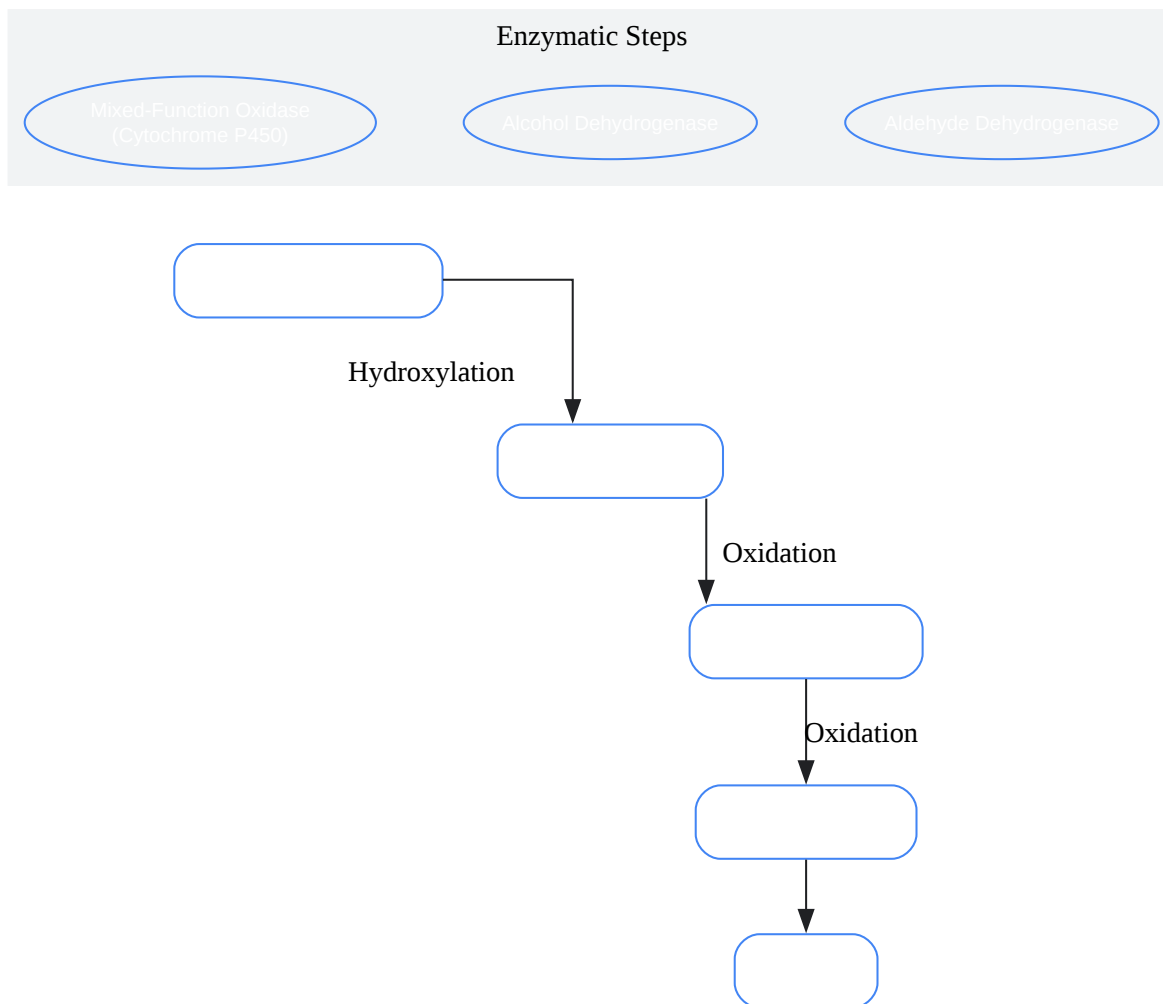 Enzymatic Steps
Mixed-Function Oxidase
(Cytochrome P450)
Alcohol Dehydrogenase
Aldehyde Dehydrogenase
Hydroxylation
Oxidation
Oxidation